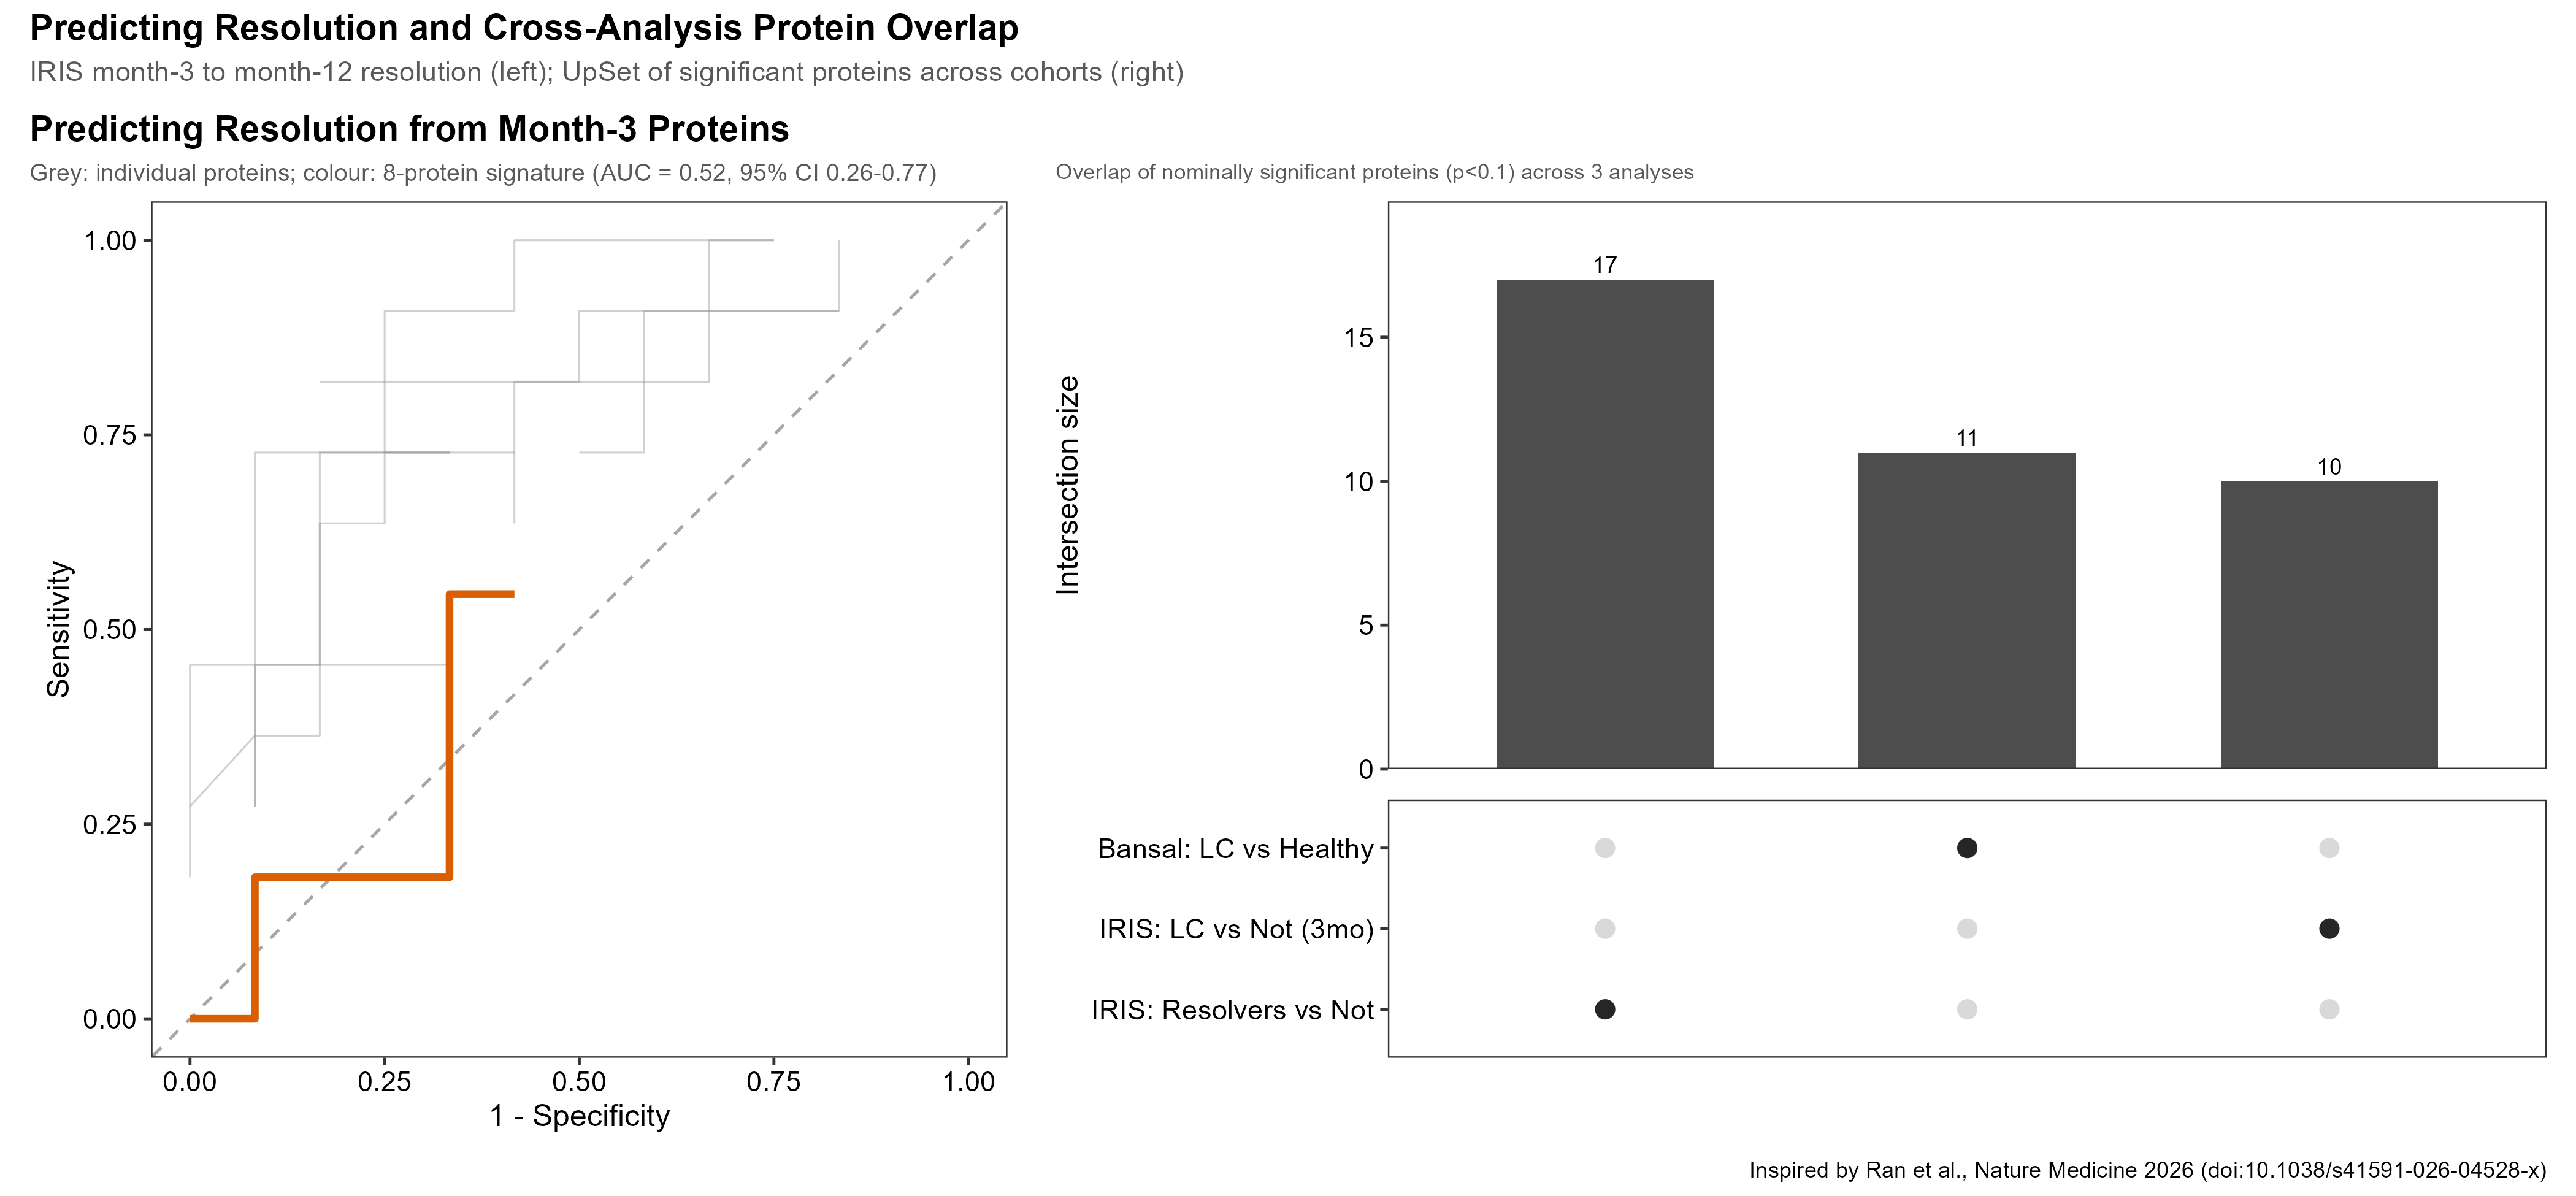 Predicting Resolution and Cross-Analysis Protein Overlap
IRIS month-3 to month-12 resolution (left); UpSet of significant proteins across cohorts (right)
Predicting Resolution from Month-3 Proteins
Grey: individual proteins; colour: 8-protein signature (AUC = 0.52, 95% CI 0.26-0.77)
1.00
0.75
0.50
0.25
0.00
Sensitivity
0.00 0.25 0.50 0.75 1.00
1 - Specificity
Overlap of nominally significant proteins (p<0.1) across 3 analyses
Intersection size
15
10
5
0
17
11
10
Bansal: LC vs Healthy
IRIS: LC vs Not (3mo)
IRIS: Resolvers vs Not
Inspired by Ran et al., Nature Medicine 2026 (doi:10.1038/s41591-026-04528-x)